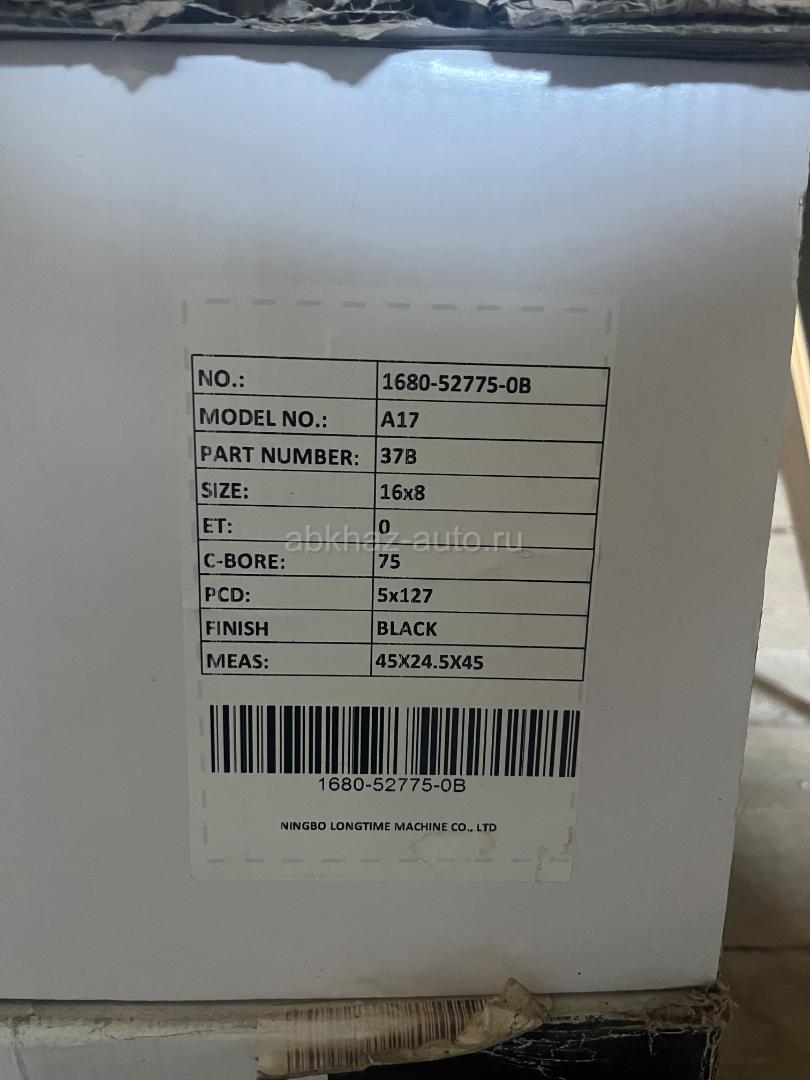 NO.: 1680-52775-0B
MODEL NO.: A17
PART NUMBER: 37B
SIZE: 16x8
ET: 0
abkhaz-auto.ru
C-BORE: 75
PCD: 5x127
FINISH BLACK
MEAS: 45X24.5X45
1680-52775-0B
NINGBO LONGTIME MACHINE CO., LTD